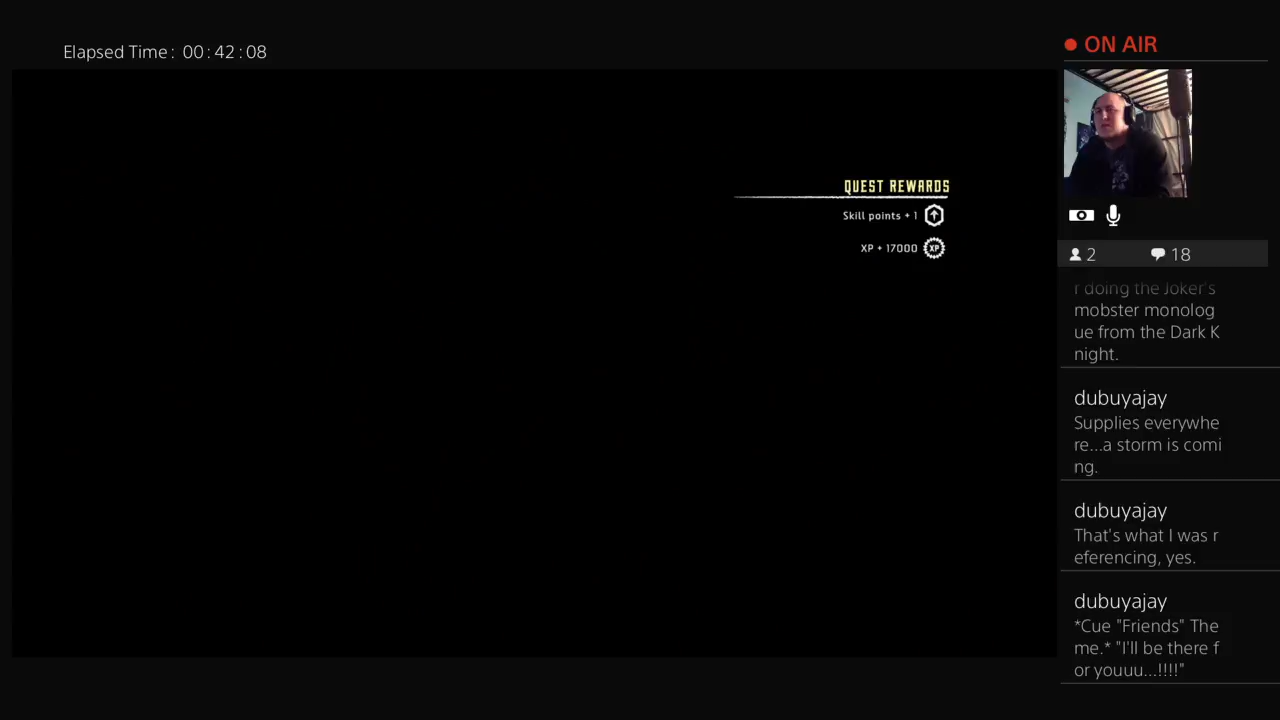 Elapsed Time: 00:42:08
ON AIR
QUEST REWARDS
Skill points + 1
XP + 17000 XP
2 18
r doing the Joker's
mobster monolog
ue from the Dark K
night.
dubuyajay
Supplies everywhe
re...a storm is comi
ng.
dubuyajay
That's what I was r
eferencing, yes.
dubuyajay
*Cue "Friends" The
me.* "I'll be there f
or youuu...!!!!"